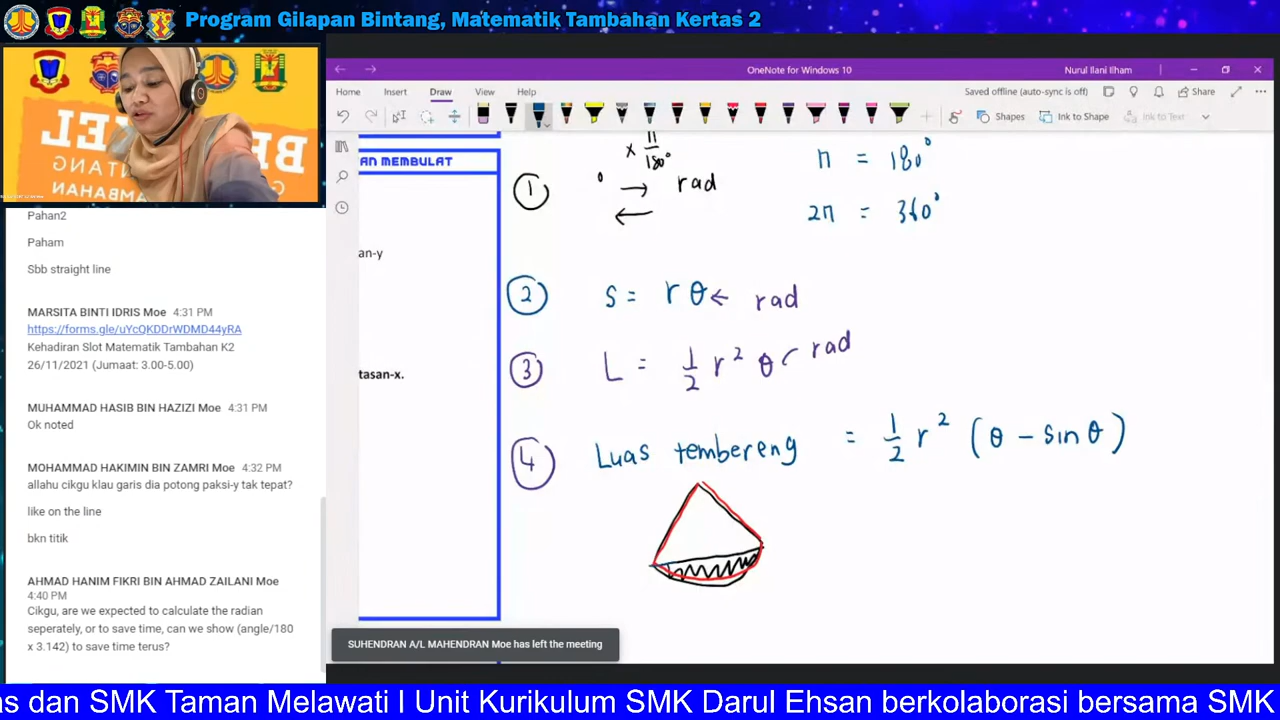 Program Gilapan Bintang, Matematik Tambahan Kertas 2
OneNote for Windows 10
Nurul Ilani Ilham
Home Insert Draw View Help
Saved offline (auto-sync is off)
Share
Shapes
Ink to Shape
Ink to Text
Pahan2
Paham
Sbb straight line
MARSITA BINTI IDRIS Moe 4:31 PM
https://forms.gle/uYcQKDDrWDMD44yRA
Kehadiran Slot Matematik Tambahan K2
26/11/2021 (Jumaat: 3.00-5.00)
MUHAMMAD HASIB BIN HAZIZI Moe 4:31 PM
Ok noted
MOHAMMAD HAKIMIN BIN ZAMRI Moe 4:32 PM
allahu cikgu klau garis dia potong paksi-y tak tepat?
like on the line
bkn titik
AHMAD HANIM FIKRI BIN AHMAD ZAILANI Moe
4:40 PM
Cikgu, are we expected to calculate the radian
seperately, or to save time, can we show (angle/180
x 3.142) to save time terus?
AN MEMBULAT
an-y
tasan-x.
× π/180°
① ° → rad
←
π = 180°
2π = 360°
② s = rθ ← rad
③ L = 1/2 r² θ ← rad
④ Luas tembereng = 1/2 r² (θ − sin θ)
SUHENDRAN A/L MAHENDRAN Moe has left the meeting
as dan SMK Taman Melawati I Unit Kurikulum SMK Darul Ehsan berkolaborasi bersama SMK